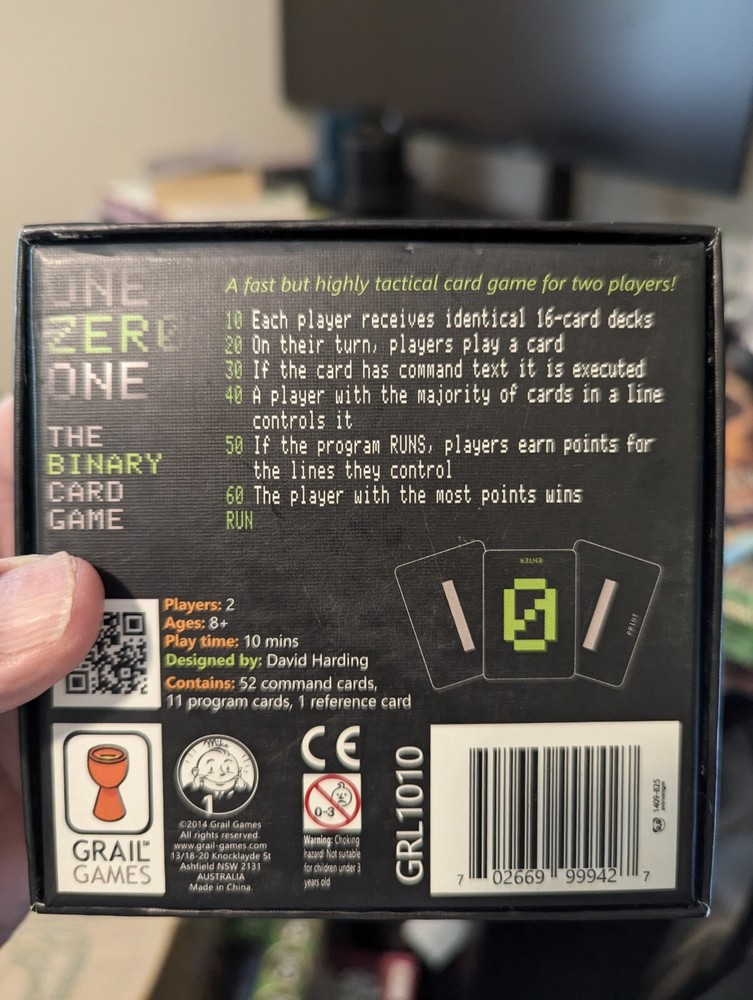 ONE
ZERO
ONE
THE
BINARY
CARD
GAME
A fast but highly tactical card game for two players!
10 Each player receives identical 16-card decks
20 On their turn, players play a card
30 If the card has command text it is executed
40 A player with the majority of cards in a line
controls it
50 If the program RUNS, players earn points for
the lines they control
60 The player with the most points wins
RUN
ENTER
0
PRINT
Players: 2
Ages: 8+
Play time: 10 mins
Designed by: David Harding
Contains: 52 command cards,
11 program cards, 1 reference card
GRAIL™
GAMES
1
©2014 Grail Games
All rights reserved.
www.grail-games.com
13/18-20 Knocklayde St
Ashfield NSW 2131
AUSTRALIA
Made in China.
CE
0-3
Warning: Choking
hazard! Not suitable
for children under 3
years old
GRL1010
7 02669 99942 7
1409-825